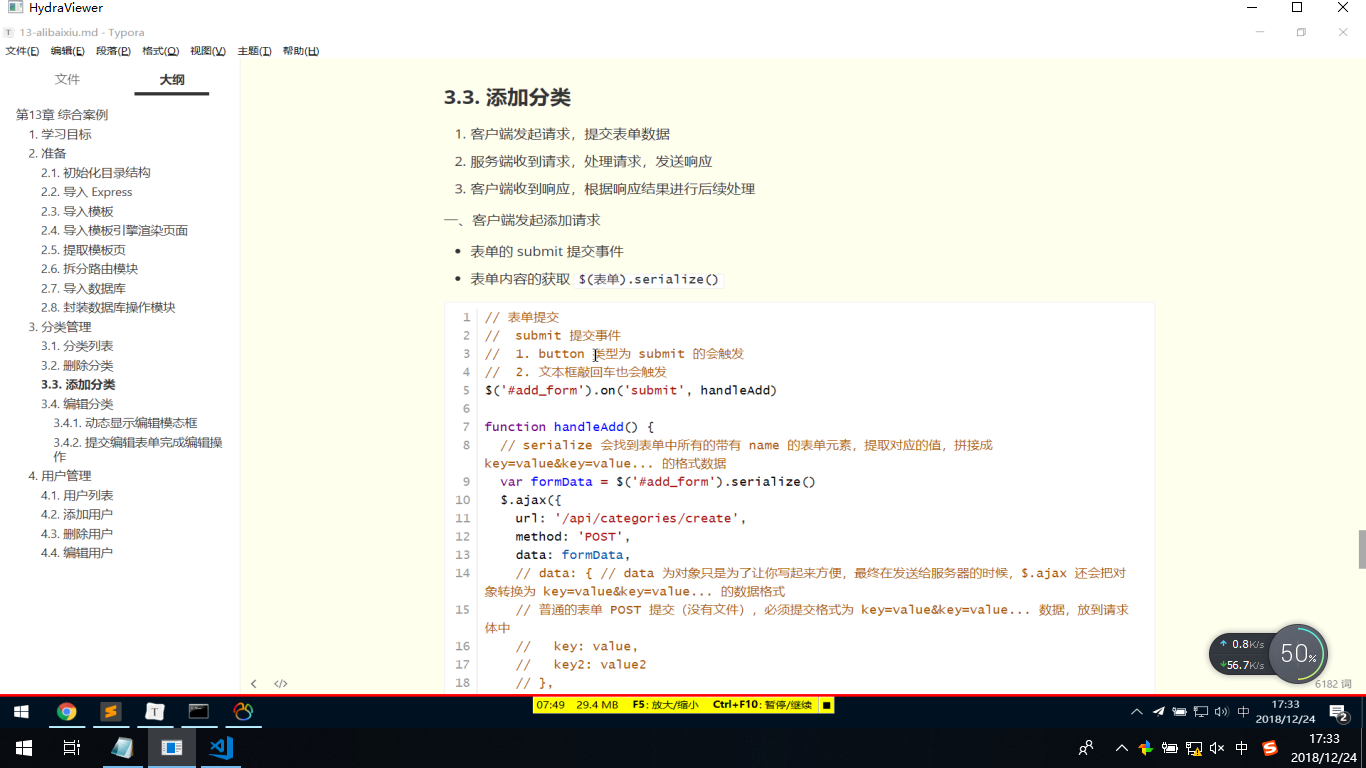 HydraViewer
13-alibaixiu.md - Typora
文件(F) 编辑(E) 段落(P) 格式(O) 视图(V) 主题(T) 帮助(H)
文件 大纲
第13章 综合案例
1. 学习目标
2. 准备
2.1. 初始化目录结构
2.2. 导入 Express
2.3. 导入模板
2.4. 导入模板引擎渲染页面
2.5. 提取模板页
2.6. 拆分路由模块
2.7. 导入数据库
2.8. 封装数据库操作模块
3. 分类管理
3.1. 分类列表
3.2. 删除分类
3.3. 添加分类
3.4. 编辑分类
3.4.1. 动态显示编辑模态框
3.4.2. 提交编辑表单完成编辑操
作
4. 用户管理
4.1. 用户列表
4.2. 添加用户
4.3. 删除用户
4.4. 编辑用户
3.3. 添加分类
1. 客户端发起请求，提交表单数据
2. 服务端收到请求，处理请求，发送响应
3. 客户端收到响应，根据响应结果进行后续处理
一、客户端发起添加请求
• 表单的 submit 提交事件
• 表单内容的获取 $(表单).serialize()
1 // 表单提交
2 //  submit 提交事件
3 //  1. button 类型为 submit 的会触发
4 //  2. 文本框敲回车也会触发
5 $('#add_form').on('submit', handleAdd)
6
7 function handleAdd() {
8 // serialize 会找到表单中所有的带有 name 的表单元素，提取对应的值，拼接成
key=value&key=value... 的格式数据
9 var formData = $('#add_form').serialize()
10 $.ajax({
11 url: '/api/categories/create',
12 method: 'POST',
13 data: formData,
14 // data: { // data 为对象只是为了让你写起来方便，最终在发送给服务器的时候，$.ajax 还会把对
象转换为 key=value&key=value... 的数据格式
15 // 普通的表单 POST 提交（没有文件），必须提交格式为 key=value&key=value... 数据，放到请求
体中
16 //   key: value,
17 //   key2: value2
18 // },
0.8K/s
56.7K/s
50%
6182 词
07:49 29.4 MB F5:放大/缩小 Ctrl+F10:暂停/继续
中 17:33
2018/12/24
2
中 17:33
2018/12/24